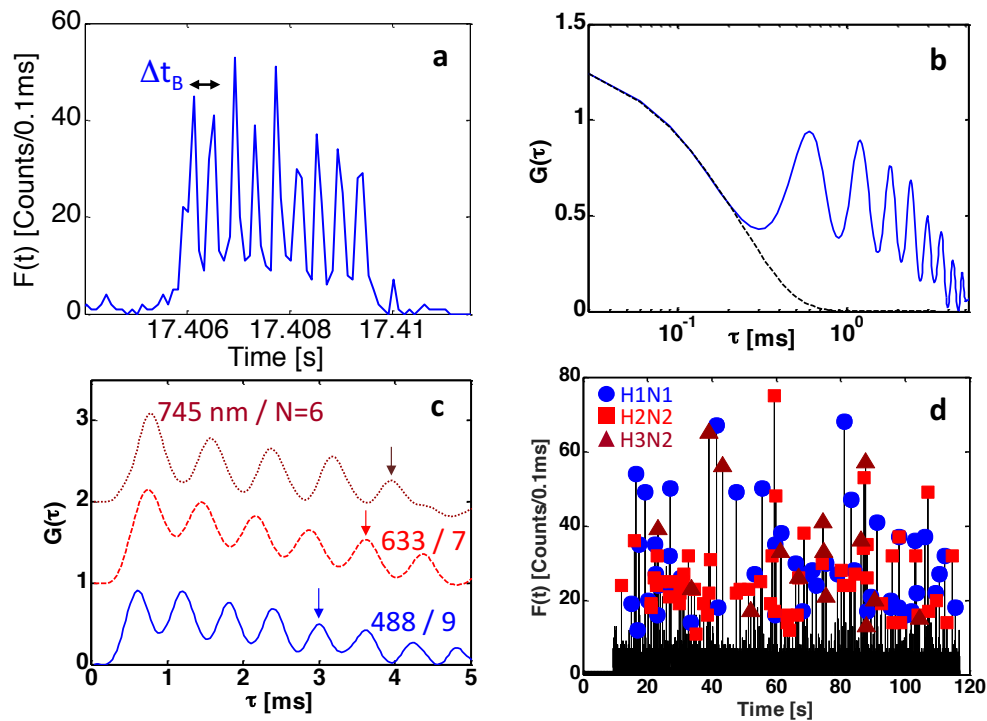 a
F(t) [Counts/0.1ms]
60
40
20
0
Δt_B
17.406 17.408 17.41
Time [s]
b
G(τ)
1.5
1
0.5
0
10⁻¹ 10⁰
τ [ms]
c
G(τ)
3
2
1
0
745 nm / N=6
633 / 7
488 / 9
0 1 2 3 4 5
τ [ms]
d
F(t) [Counts/0.1ms]
80
60
40
20
0
H1N1
H2N2
H3N2
0 20 40 60 80 100 120
Time [s]